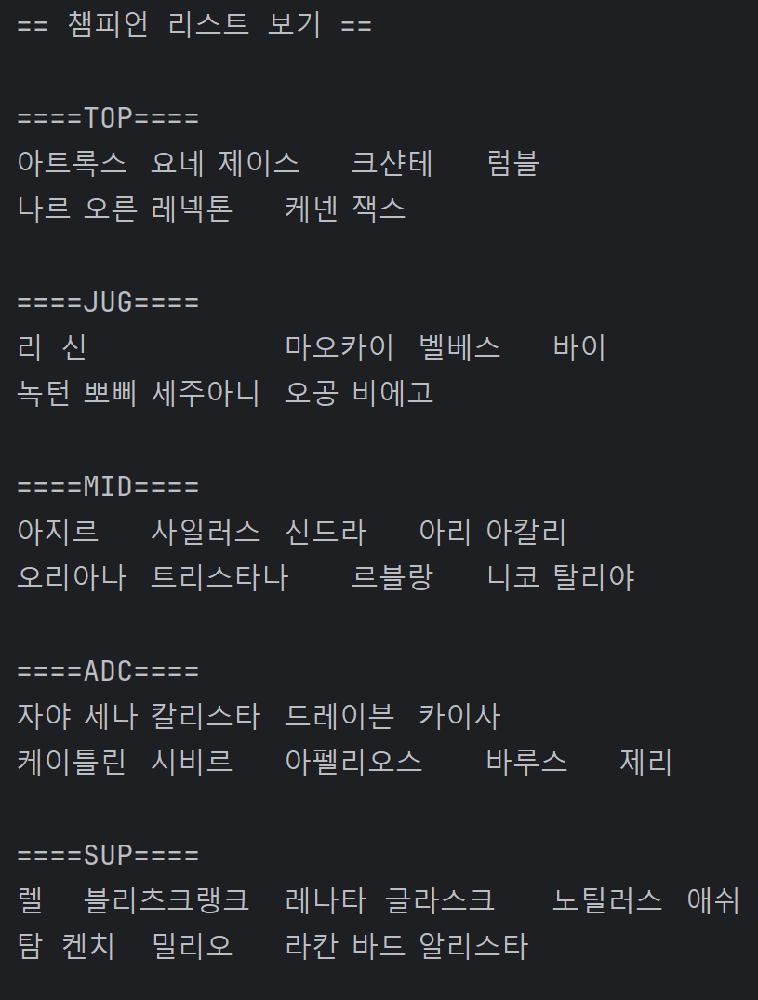 == 챔피언 리스트 보기 ==
====TOP====
아트록스 요네 제이스 크샨테 럼블
나르 오른 레넥톤 케넨 잭스
====JUG====
리 신 마오카이 벨베스 바이
녹턴 뽀삐 세주아니 오공 비에고
====MID====
아지르 사일러스 신드라 아리 아칼리
오리아나 트리스타나 르블랑 니코 탈리야
====ADC====
자야 세나 칼리스타 드레이븐 카이사
케이틀린 시비르 아펠리오스 바루스 제리
====SUP====
렐 블리츠크랭크 레나타 글라스크 노틸러스 애쉬
탐 켄치 밀리오 라칸 바드 알리스타